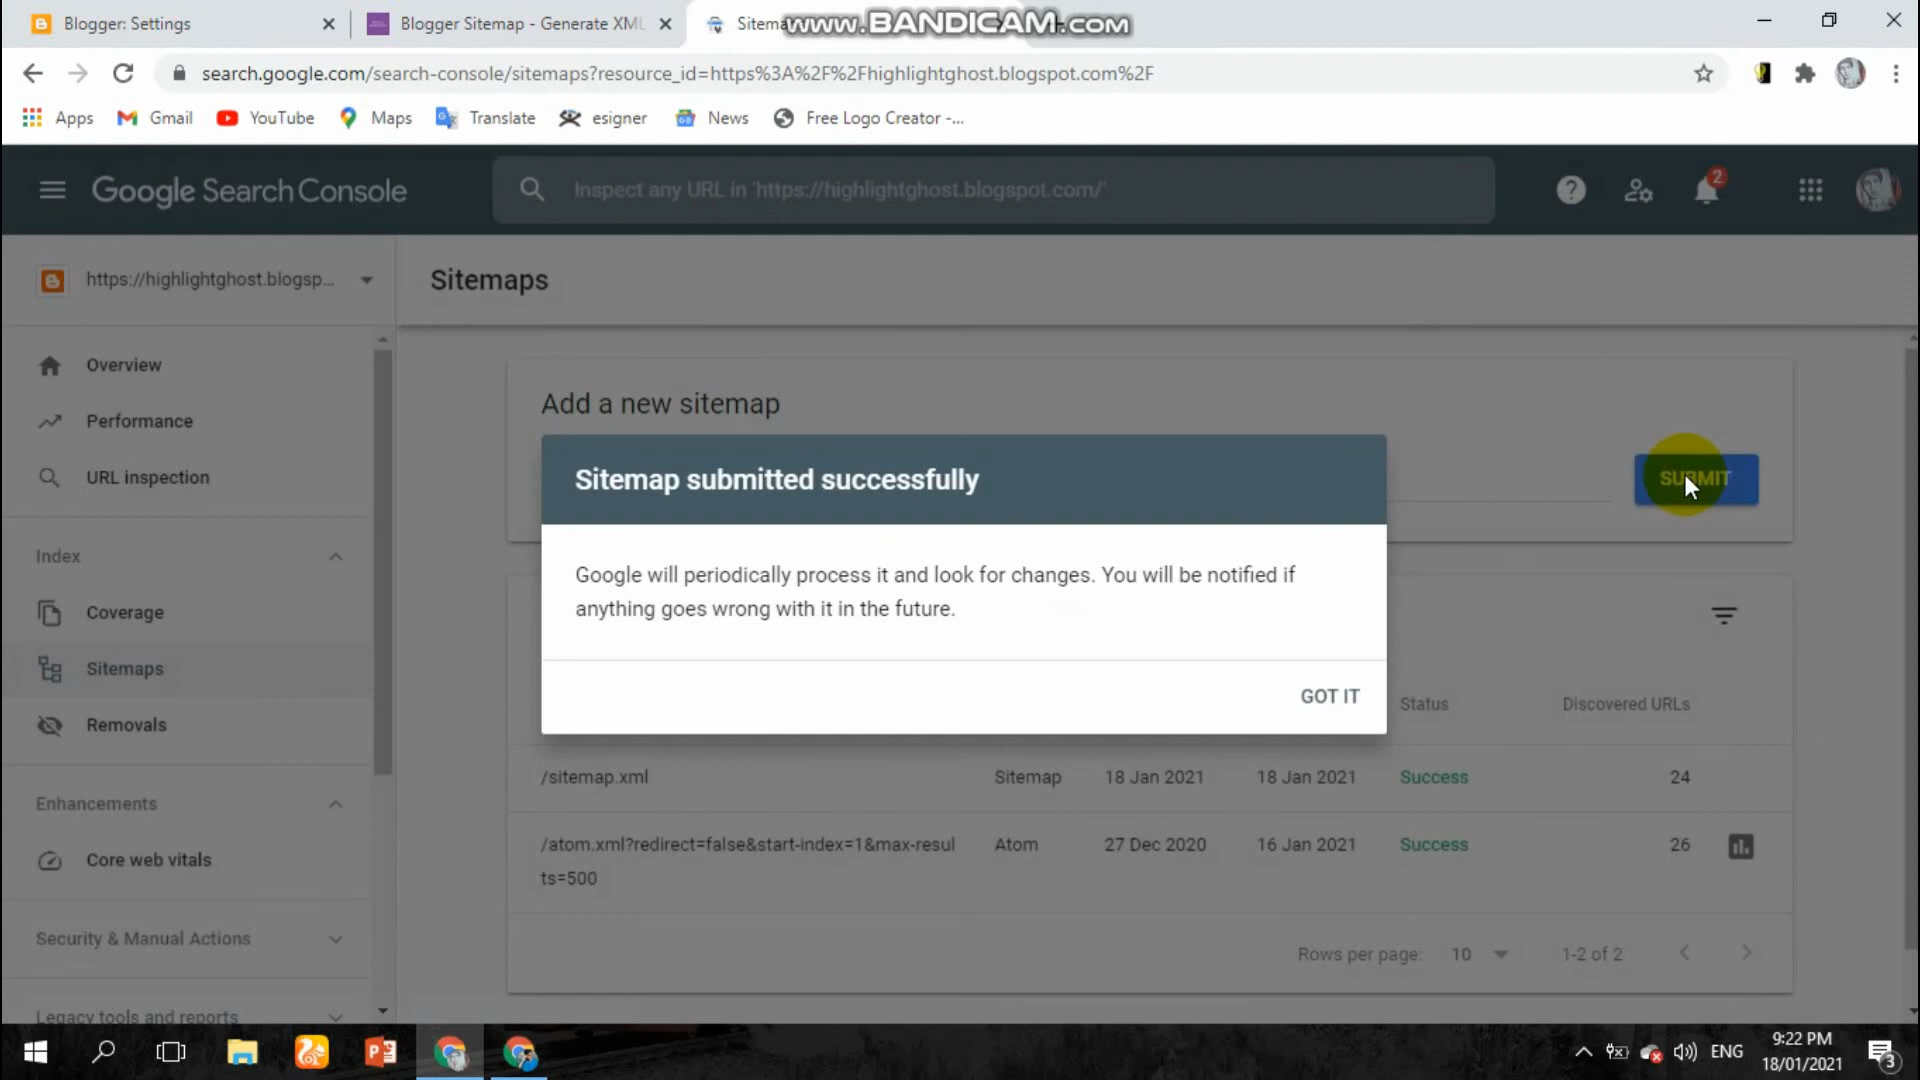 Blogger: Settings
Blogger Sitemap - Generate XML
Sitema
www.BANDICAM.com
search.google.com/search-console/sitemaps?resource_id=https%3A%2F%2Fhighlightghost.blogspot.com%2F
Apps
Gmail
YouTube
Maps
Translate
esigner
News
Free Logo Creator -...
Google Search Console
Inspect any URL in 'https://highlightghost.blogspot.com/'
2
https://highlightghost.blogsp...
Sitemaps
Overview
Performance
URL inspection
Index
Coverage
Sitemaps
Removals
Enhancements
Core web vitals
Security & Manual Actions
Legacy tools and reports
Add a new sitemap
SUBMIT
Sitemap submitted successfully
Google will periodically process it and look for changes. You will be notified if
anything goes wrong with it in the future.
GOT IT
Status Discovered URLs
/sitemap.xml Sitemap 18 Jan 2021 18 Jan 2021 Success 24
/atom.xml?redirect=false&start-index=1&max-resul Atom 27 Dec 2020 16 Jan 2021 Success 26
ts=500
Rows per page: 10 1-2 of 2
ENG
9:22 PM
18/01/2021
3